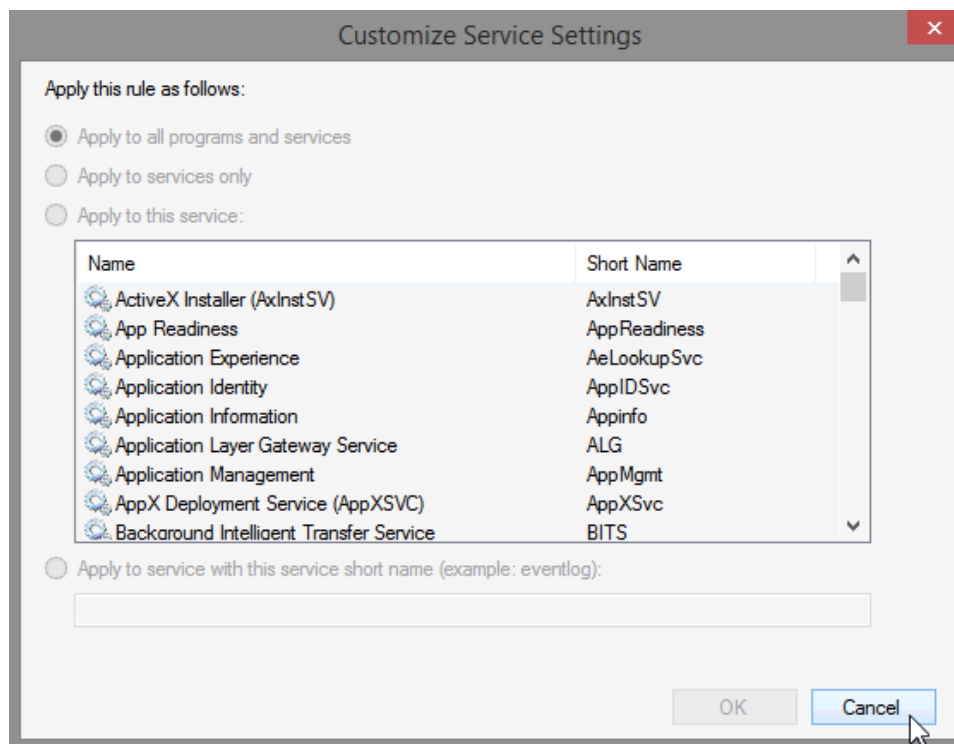 Customize Service Settings
Apply this rule as follows:
Apply to all programs and services
Apply to services only
Apply to this service:
Name Short Name
ActiveX Installer (AxInstSV) AxInstSV
App Readiness AppReadiness
Application Experience AeLookupSvc
Application Identity AppIDSvc
Application Information Appinfo
Application Layer Gateway Service ALG
Application Management AppMgmt
AppX Deployment Service (AppXSVC) AppXSvc
Background Intelligent Transfer Service BITS
Apply to service with this service short name (example: eventlog):
OK Cancel